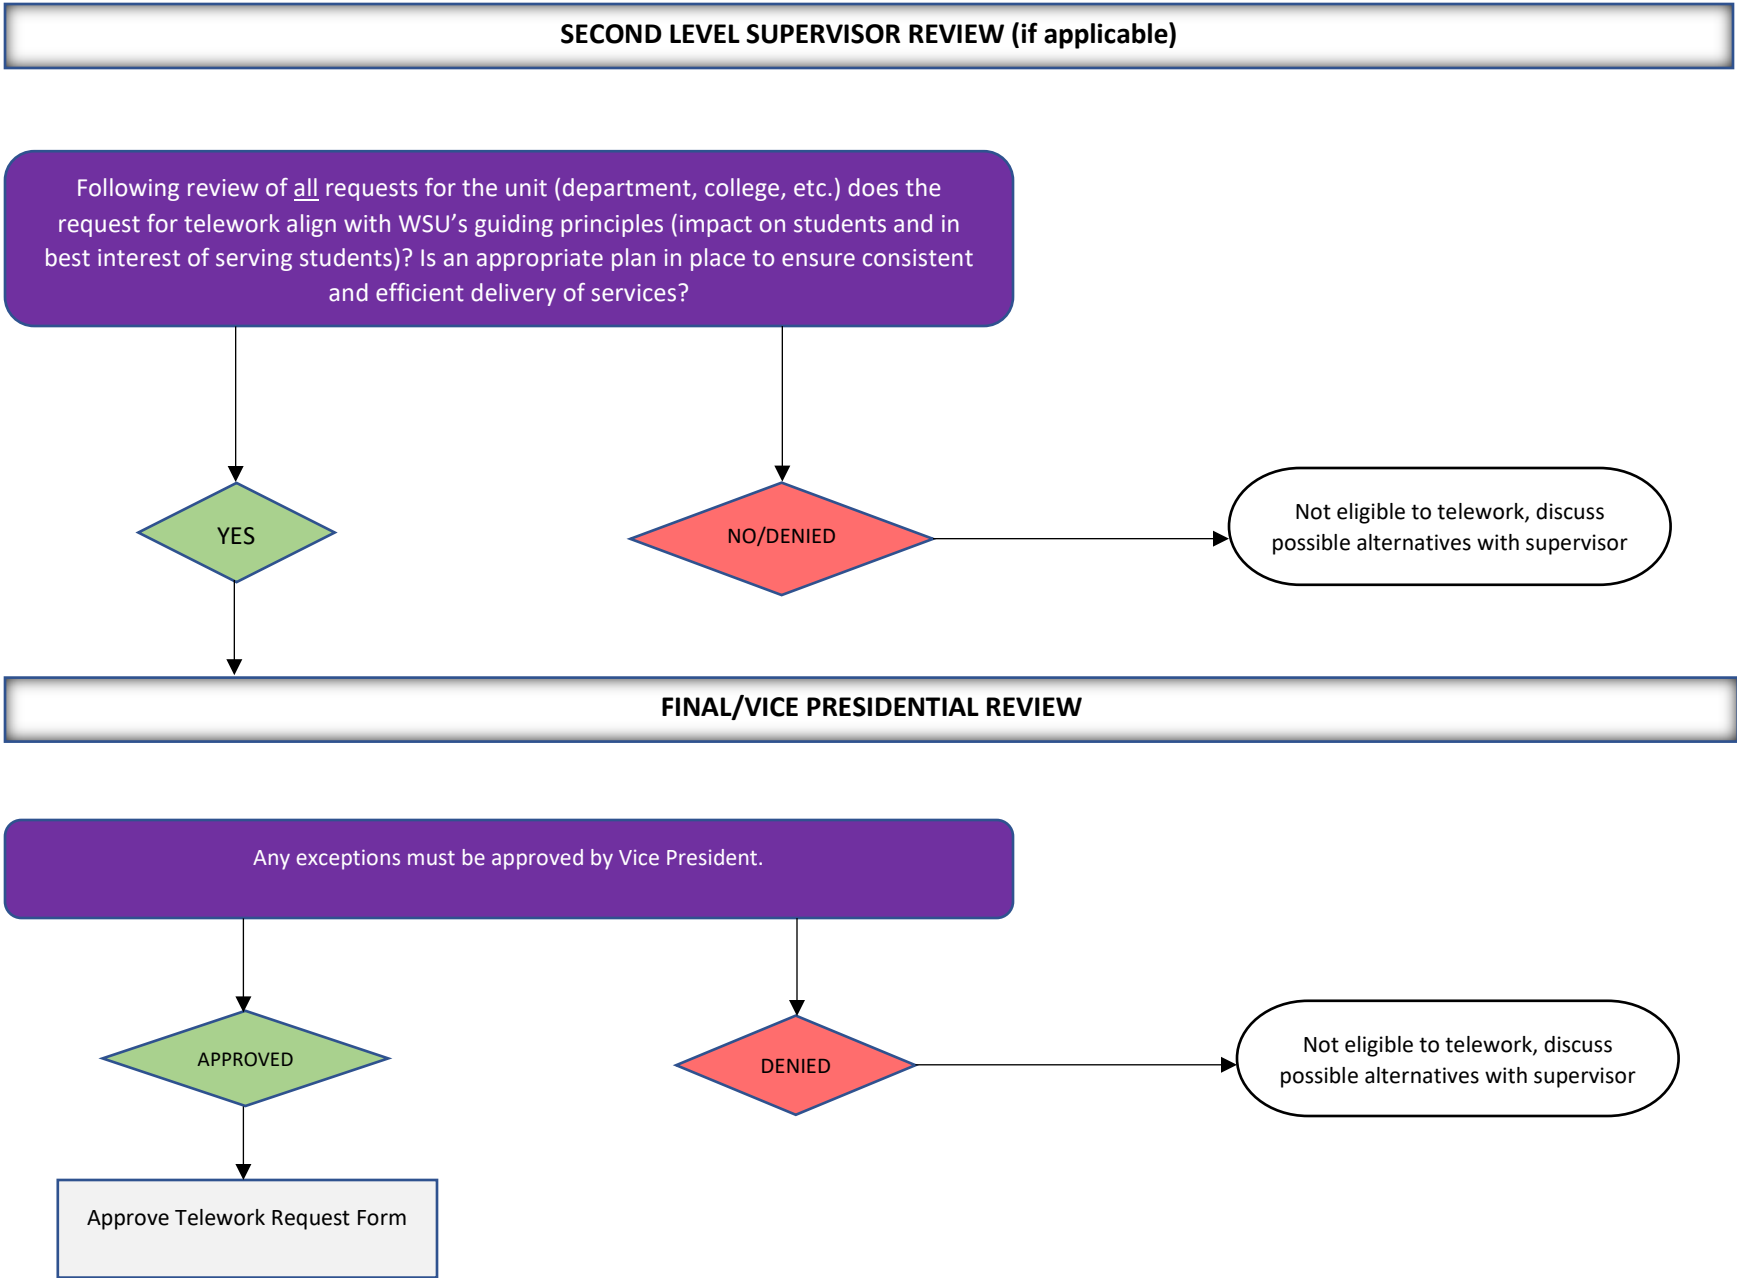 SECOND LEVEL SUPERVISOR REVIEW (if applicable)
Following review of all requests for the unit (department, college, etc.) does the
request for telework align with WSU’s guiding principles (impact on students and in
best interest of serving students)? Is an appropriate plan in place to ensure consistent
and efficient delivery of services?
YES
NO/DENIED
Not eligible to telework, discuss
possible alternatives with supervisor
FINAL/VICE PRESIDENTIAL REVIEW
Any exceptions must be approved by Vice President.
APPROVED
DENIED
Not eligible to telework, discuss
possible alternatives with supervisor
Approve Telework Request Form